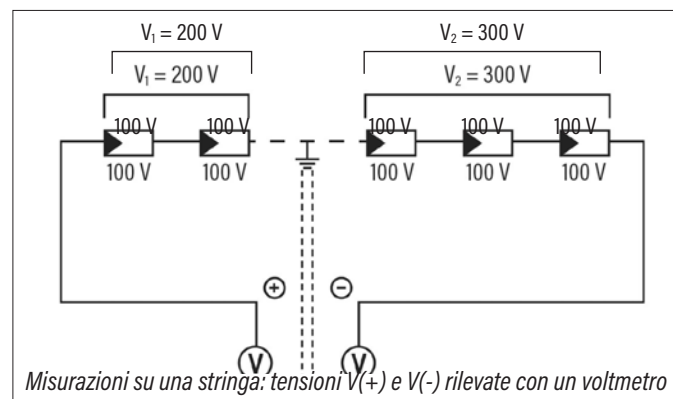 V₁ = 200 V V₂ = 300 V
V₁ = 200 V V₂ = 300 V
100 V 100 V 100 V 100 V 100 V
100 V 100 V 100 V 100 V 100 V
+ −
V V
Misurazioni su una stringa: tensioni V(+) e V(-) rilevate con un voltmetro